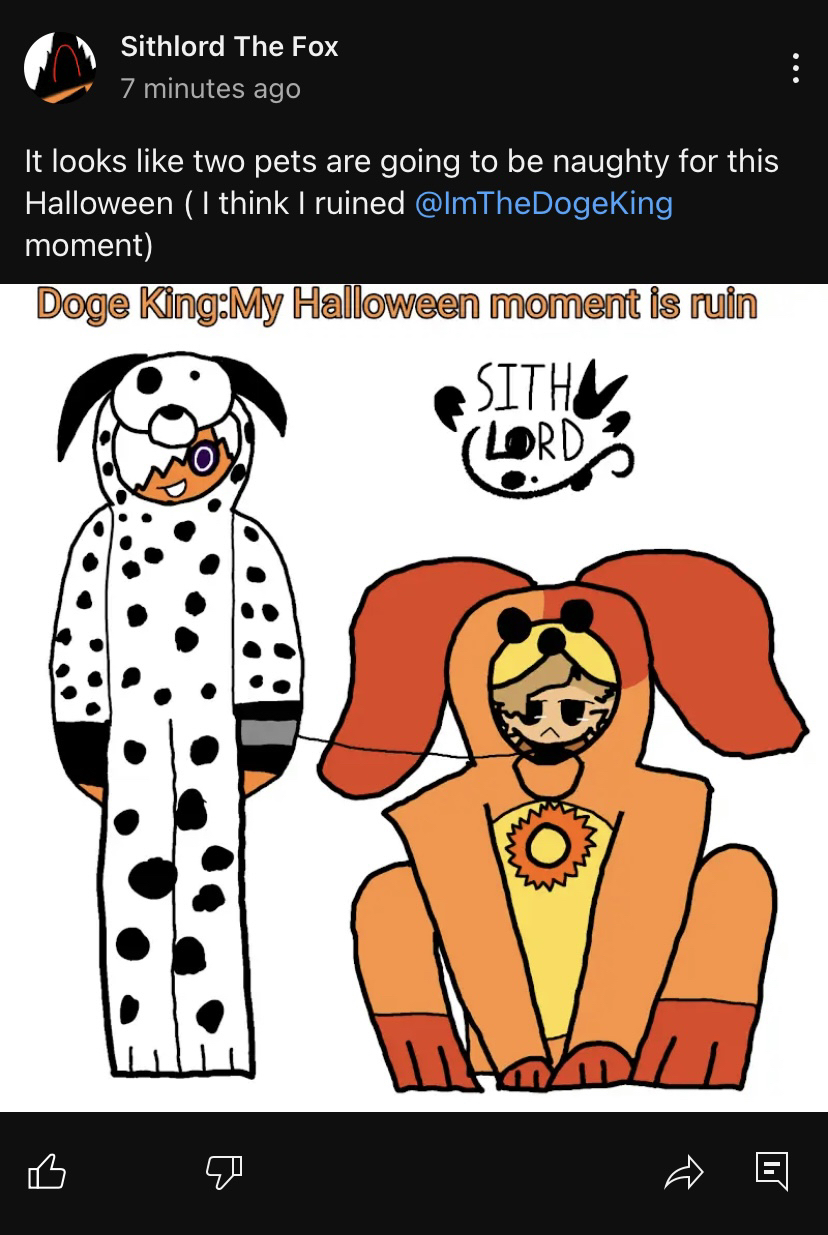 Sithlord The Fox
7 minutes ago
It looks like two pets are going to be naughty for this
Halloween ( I think I ruined @ImTheDogeKing
moment)
Doge King:My Halloween moment is ruin
SITH
LORD